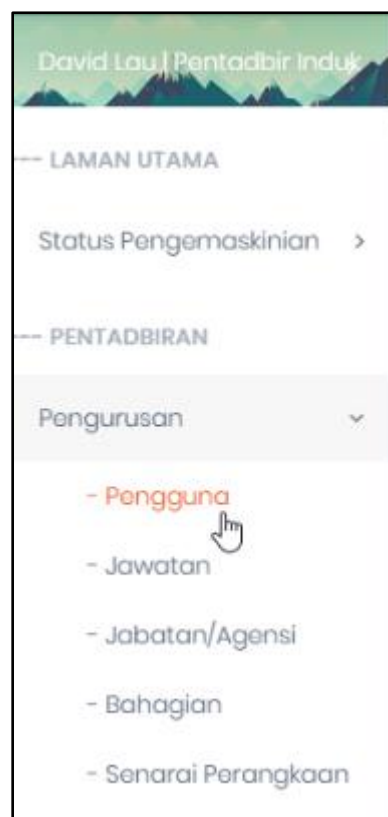 David Lau | Pentadbir Induk
--- LAMAN UTAMA
Status Pengemaskinian >
--- PENTADBIRAN
Pengurusan
- Pengguna
- Jawatan
- Jabatan/Agensi
- Bahagian
- Senarai Perangkaan